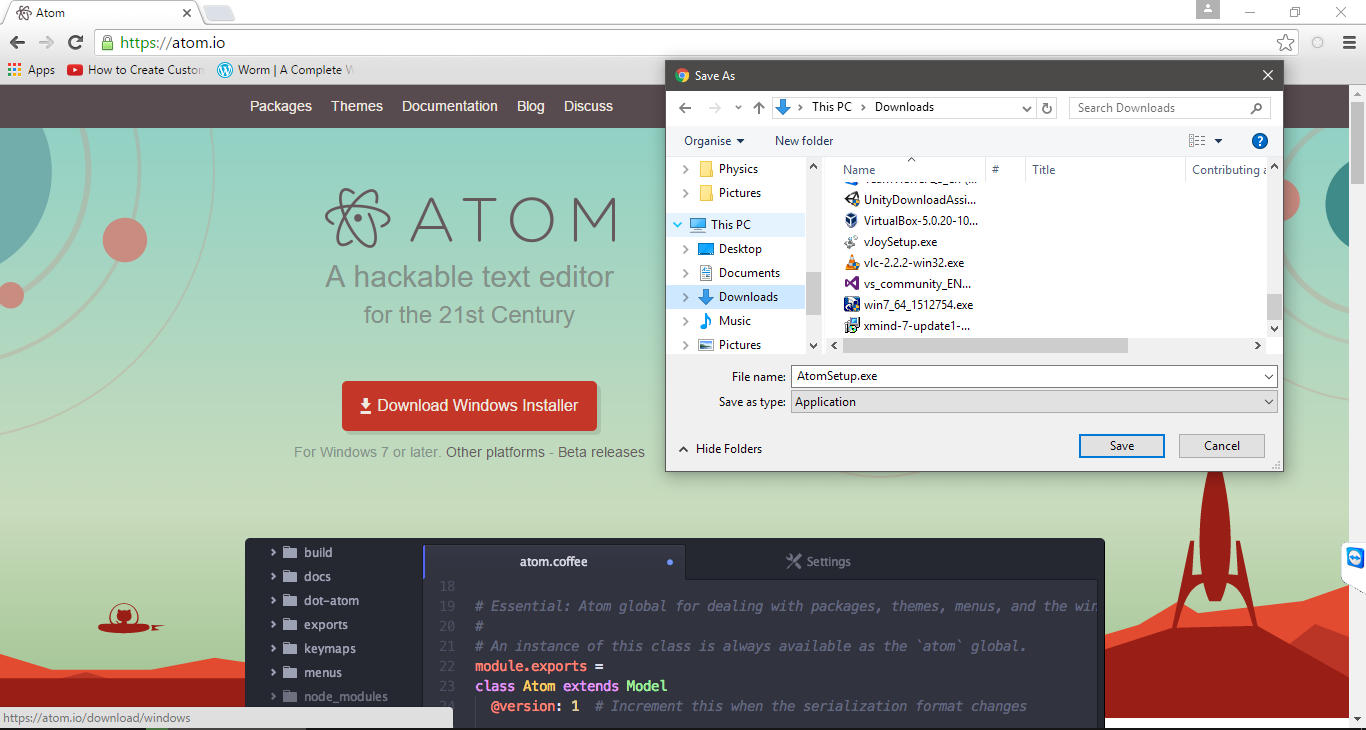 Atom
https://atom.io
Apps
How to Create Custon
Worm | A Complete W
Packages
Themes
Documentation
Blog
Discuss
ATOM
A hackable text editor
for the 21st Century
Download Windows Installer
For Windows 7 or later. Other platforms - Beta releases
Save As
This PC > Downloads
Search Downloads
Organise
New folder
Physics
Pictures
This PC
Desktop
Documents
Downloads
Music
Pictures
Name
#
Title
Contributing a
UnityDownloadAssi...
VirtualBox-5.0.20-10...
vJoySetup.exe
vlc-2.2.2-win32.exe
vs_community_EN...
win7_64_1512754.exe
xmind-7-update1-...
File name: AtomSetup.exe
Save as type: Application
Hide Folders
Save
Cancel
build
docs
dot-atom
exports
keymaps
menus
node_modules
atom.coffee
Settings
18
19 # Essential: Atom global for dealing with packages, themes, menus, and the win
20 #
21 # An instance of this class is always available as the `atom` global.
22 module.exports =
23 class Atom extends Model
24 @version: 1 # Increment this when the serialization format changes
https://atom.io/download/windows